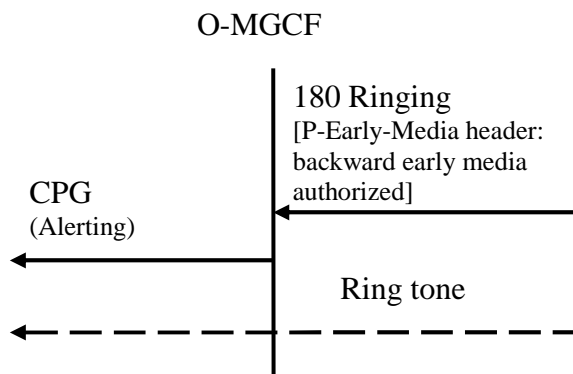 O-MGCF
180 Ringing
[P-Early-Media header:
backward early media
authorized]
CPG
(Alerting)
Ring tone